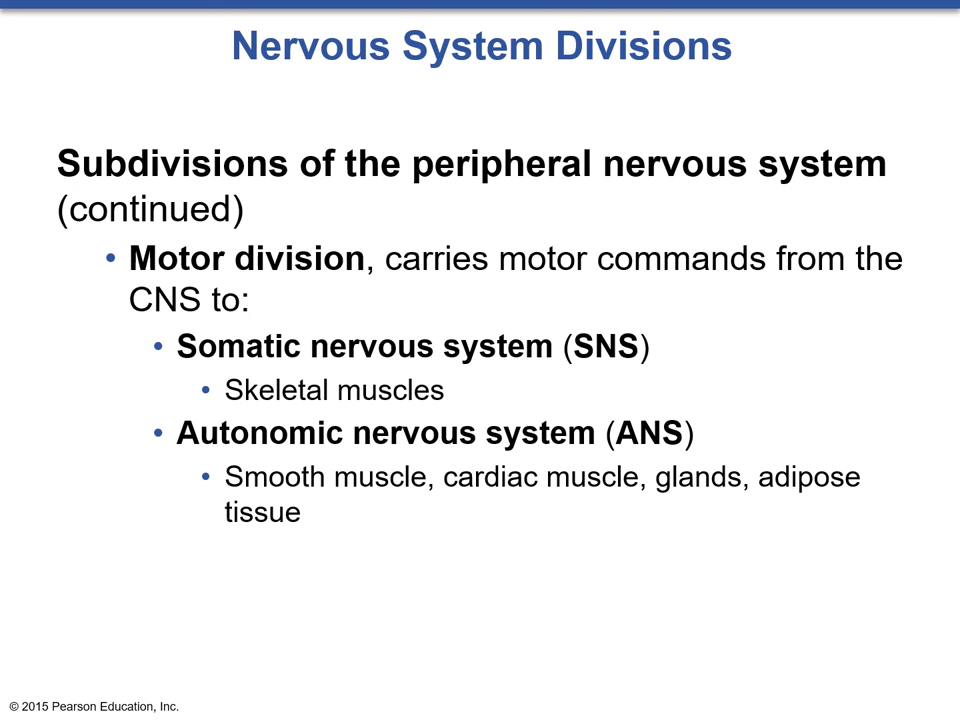 Nervous System Divisions
Subdivisions of the peripheral nervous system
(continued)
• Motor division, carries motor commands from the
CNS to:
• Somatic nervous system (SNS)
• Skeletal muscles
• Autonomic nervous system (ANS)
• Smooth muscle, cardiac muscle, glands, adipose
tissue
© 2015 Pearson Education, Inc.